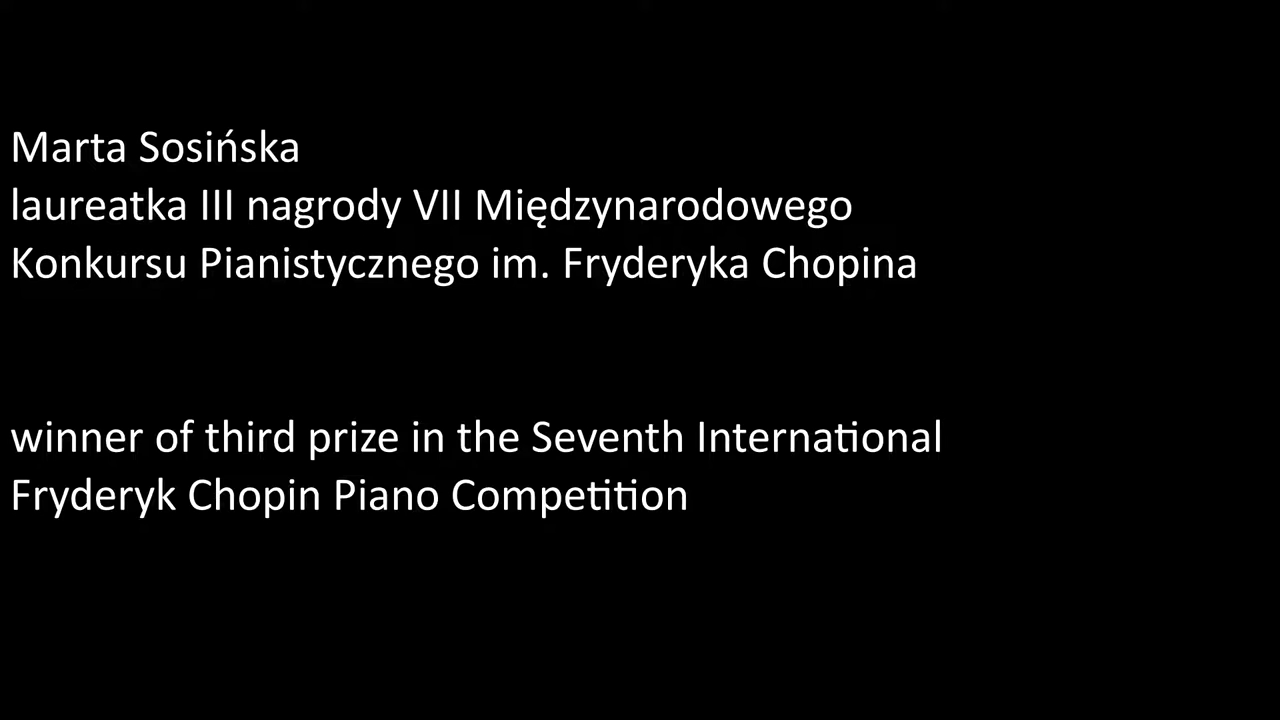 Marta Sosińska
laureatka III nagrody VII Międzynarodowego
Konkursu Pianistycznego im. Fryderyka Chopina
winner of third prize in the Seventh International
Fryderyk Chopin Piano Competition